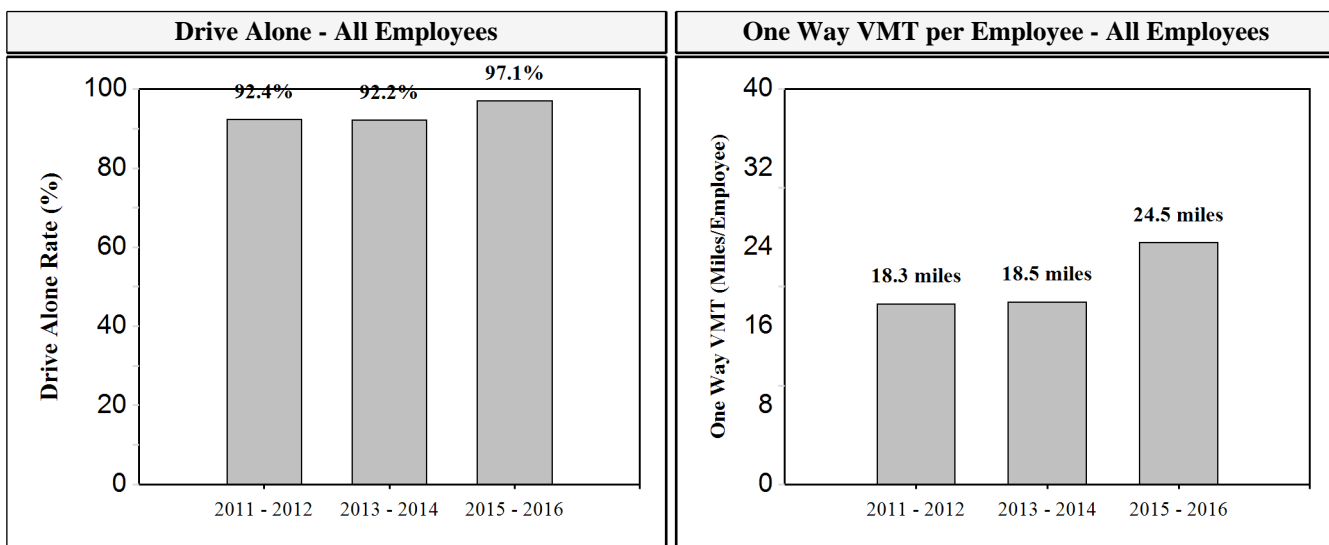 Drive Alone - All Employees
97.1%
92.4%
92.2%
100
80
60
40
20
0
Drive Alone Rate (%)
2011 - 2012
2013 - 2014
2015 - 2016
One Way VMT per Employee - All Employees
40
32
24
16
8
0
One Way VMT (Miles/Employee)
18.3 miles
18.5 miles
24.5 miles
2011 - 2012
2013 - 2014
2015 - 2016